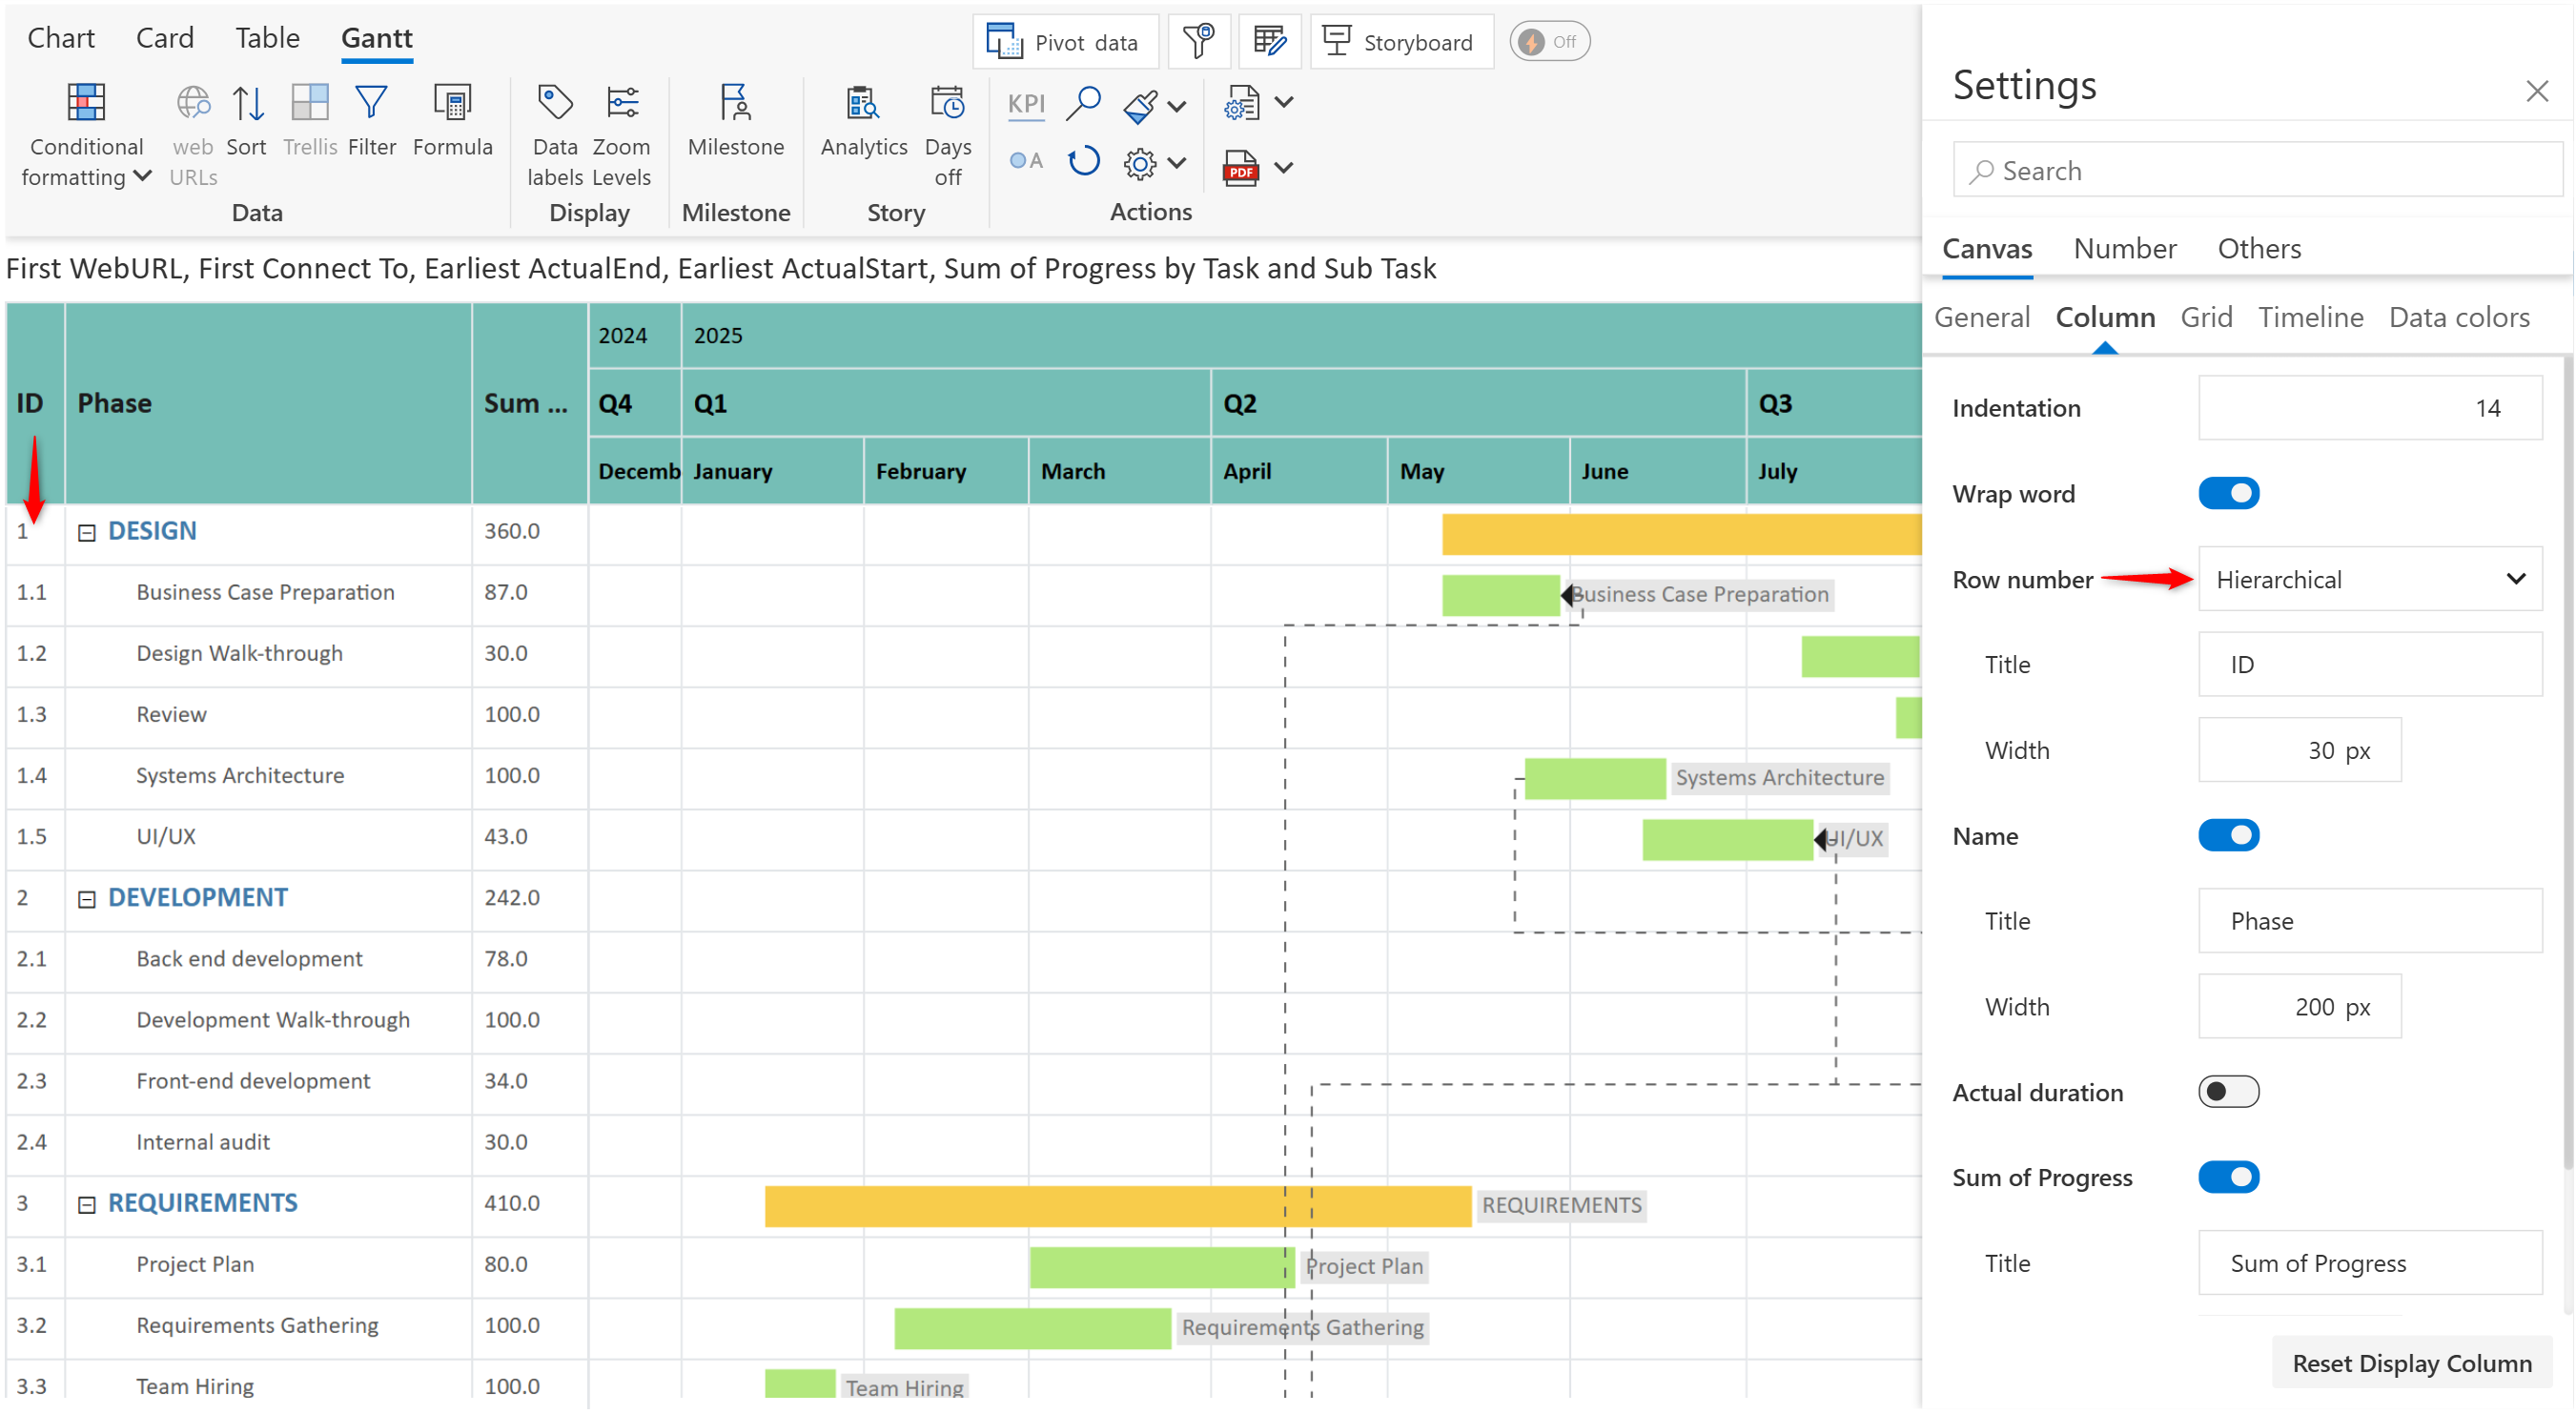 Chart Card Table Gantt
Pivot data Storyboard Off
Conditional formatting
web URLs
Sort
Trellis
Filter
Formula
Data
Data labels
Zoom Levels
Display
Milestone
Milestone
Analytics
Days off
Story
KPI
A
PDF
Actions
First WebURL, First Connect To, Earliest ActualEnd, Earliest ActualStart, Sum of Progress by Task and Sub Task
2024 2025
ID Phase Sum ... Q4 Q1 Q2 Q3
Decemb January February March April May June July
1 DESIGN 360.0
1.1 Business Case Preparation 87.0 Business Case Preparation
1.2 Design Walk-through 30.0
1.3 Review 100.0
1.4 Systems Architecture 100.0 Systems Architecture
1.5 UI/UX 43.0 UI/UX
2 DEVELOPMENT 242.0
2.1 Back end development 78.0
2.2 Development Walk-through 100.0
2.3 Front-end development 34.0
2.4 Internal audit 30.0
3 REQUIREMENTS 410.0 REQUIREMENTS
3.1 Project Plan 80.0 Project Plan
3.2 Requirements Gathering 100.0 Requirements Gathering
3.3 Team Hiring 100.0 Team Hiring
Settings
Search
Canvas Number Others
General Column Grid Timeline Data colors
Indentation 14
Wrap word
Row number Hierarchical
Title ID
Width 30 px
Name
Title Phase
Width 200 px
Actual duration
Sum of Progress
Title Sum of Progress
Reset Display Column